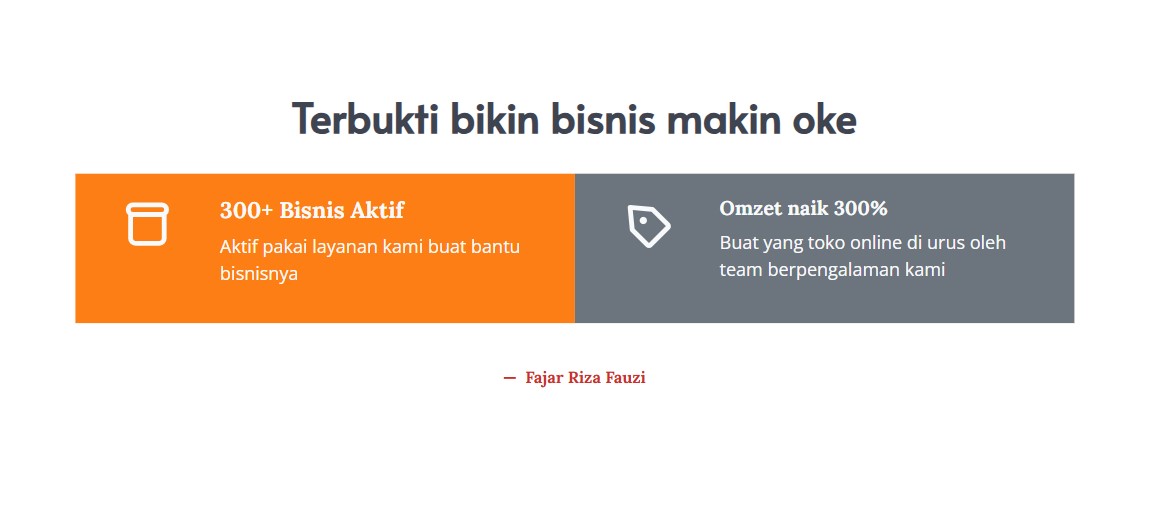 Terbukti bikin bisnis makin oke
300+ Bisnis Aktif
Aktif pakai layanan kami buat bantu
bisnisnya
Omzet naik 300%
Buat yang toko online di urus oleh
team berpengalaman kami
— Fajar Riza Fauzi